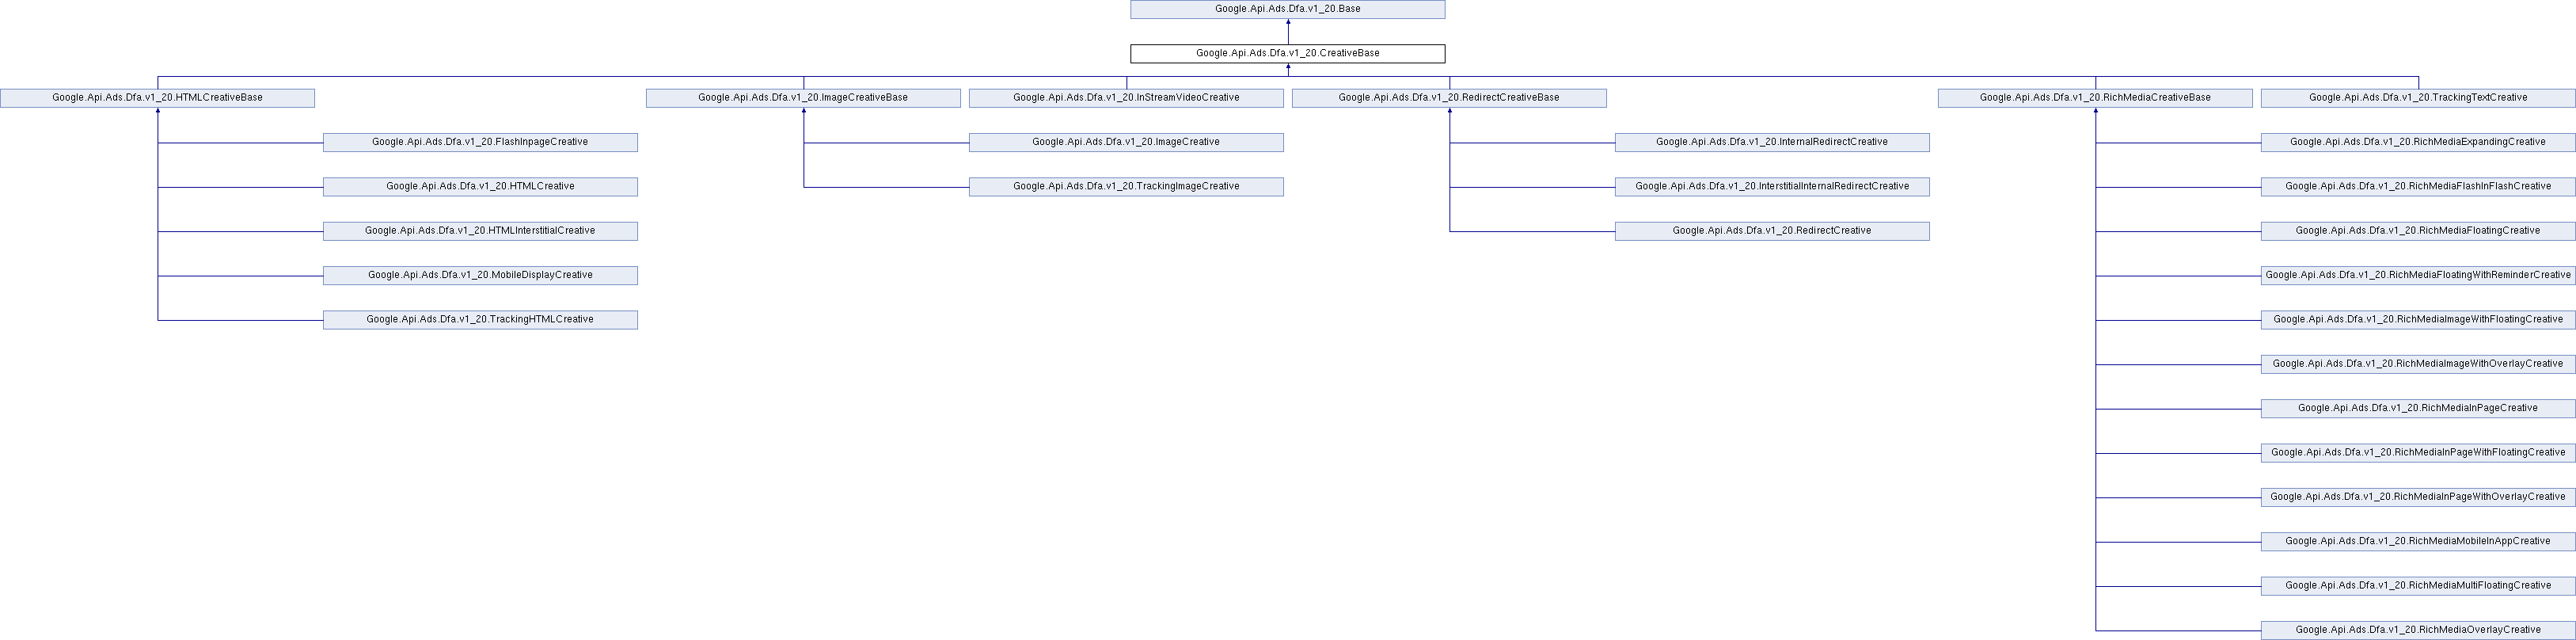 Google.Api.Ads.Dfa.v1_20.Base
Google.Api.Ads.Dfa.v1_20.CreativeBase
Google.Api.Ads.Dfa.v1_20.HTMLCreativeBase
Google.Api.Ads.Dfa.v1_20.ImageCreativeBase
Google.Api.Ads.Dfa.v1_20.InStreamVideoCreative
Google.Api.Ads.Dfa.v1_20.RedirectCreativeBase
Google.Api.Ads.Dfa.v1_20.RichMediaCreativeBase
Google.Api.Ads.Dfa.v1_20.TrackingTextCreative
Google.Api.Ads.Dfa.v1_20.FlashInpageCreative
Google.Api.Ads.Dfa.v1_20.ImageCreative
Google.Api.Ads.Dfa.v1_20.InternalRedirectCreative
Google.Api.Ads.Dfa.v1_20.RichMediaExpandingCreative
Google.Api.Ads.Dfa.v1_20.HTMLCreative
Google.Api.Ads.Dfa.v1_20.TrackingImageCreative
Google.Api.Ads.Dfa.v1_20.InterstitialInternalRedirectCreative
Google.Api.Ads.Dfa.v1_20.RichMediaFlashInFlashCreative
Google.Api.Ads.Dfa.v1_20.HTMLInterstitialCreative
Google.Api.Ads.Dfa.v1_20.RedirectCreative
Google.Api.Ads.Dfa.v1_20.RichMediaFloatingCreative
Google.Api.Ads.Dfa.v1_20.MobileDisplayCreative
Google.Api.Ads.Dfa.v1_20.RichMediaFloatingWithReminderCreative
Google.Api.Ads.Dfa.v1_20.TrackingHTMLCreative
Google.Api.Ads.Dfa.v1_20.RichMediaImageWithFloatingCreative
Google.Api.Ads.Dfa.v1_20.RichMediaImageWithOverlayCreative
Google.Api.Ads.Dfa.v1_20.RichMediaInPageCreative
Google.Api.Ads.Dfa.v1_20.RichMediaInPageWithFloatingCreative
Google.Api.Ads.Dfa.v1_20.RichMediaInPageWithOverlayCreative
Google.Api.Ads.Dfa.v1_20.RichMediaMobileInAppCreative
Google.Api.Ads.Dfa.v1_20.RichMediaMultiFloatingCreative
Google.Api.Ads.Dfa.v1_20.RichMediaOverlayCreative